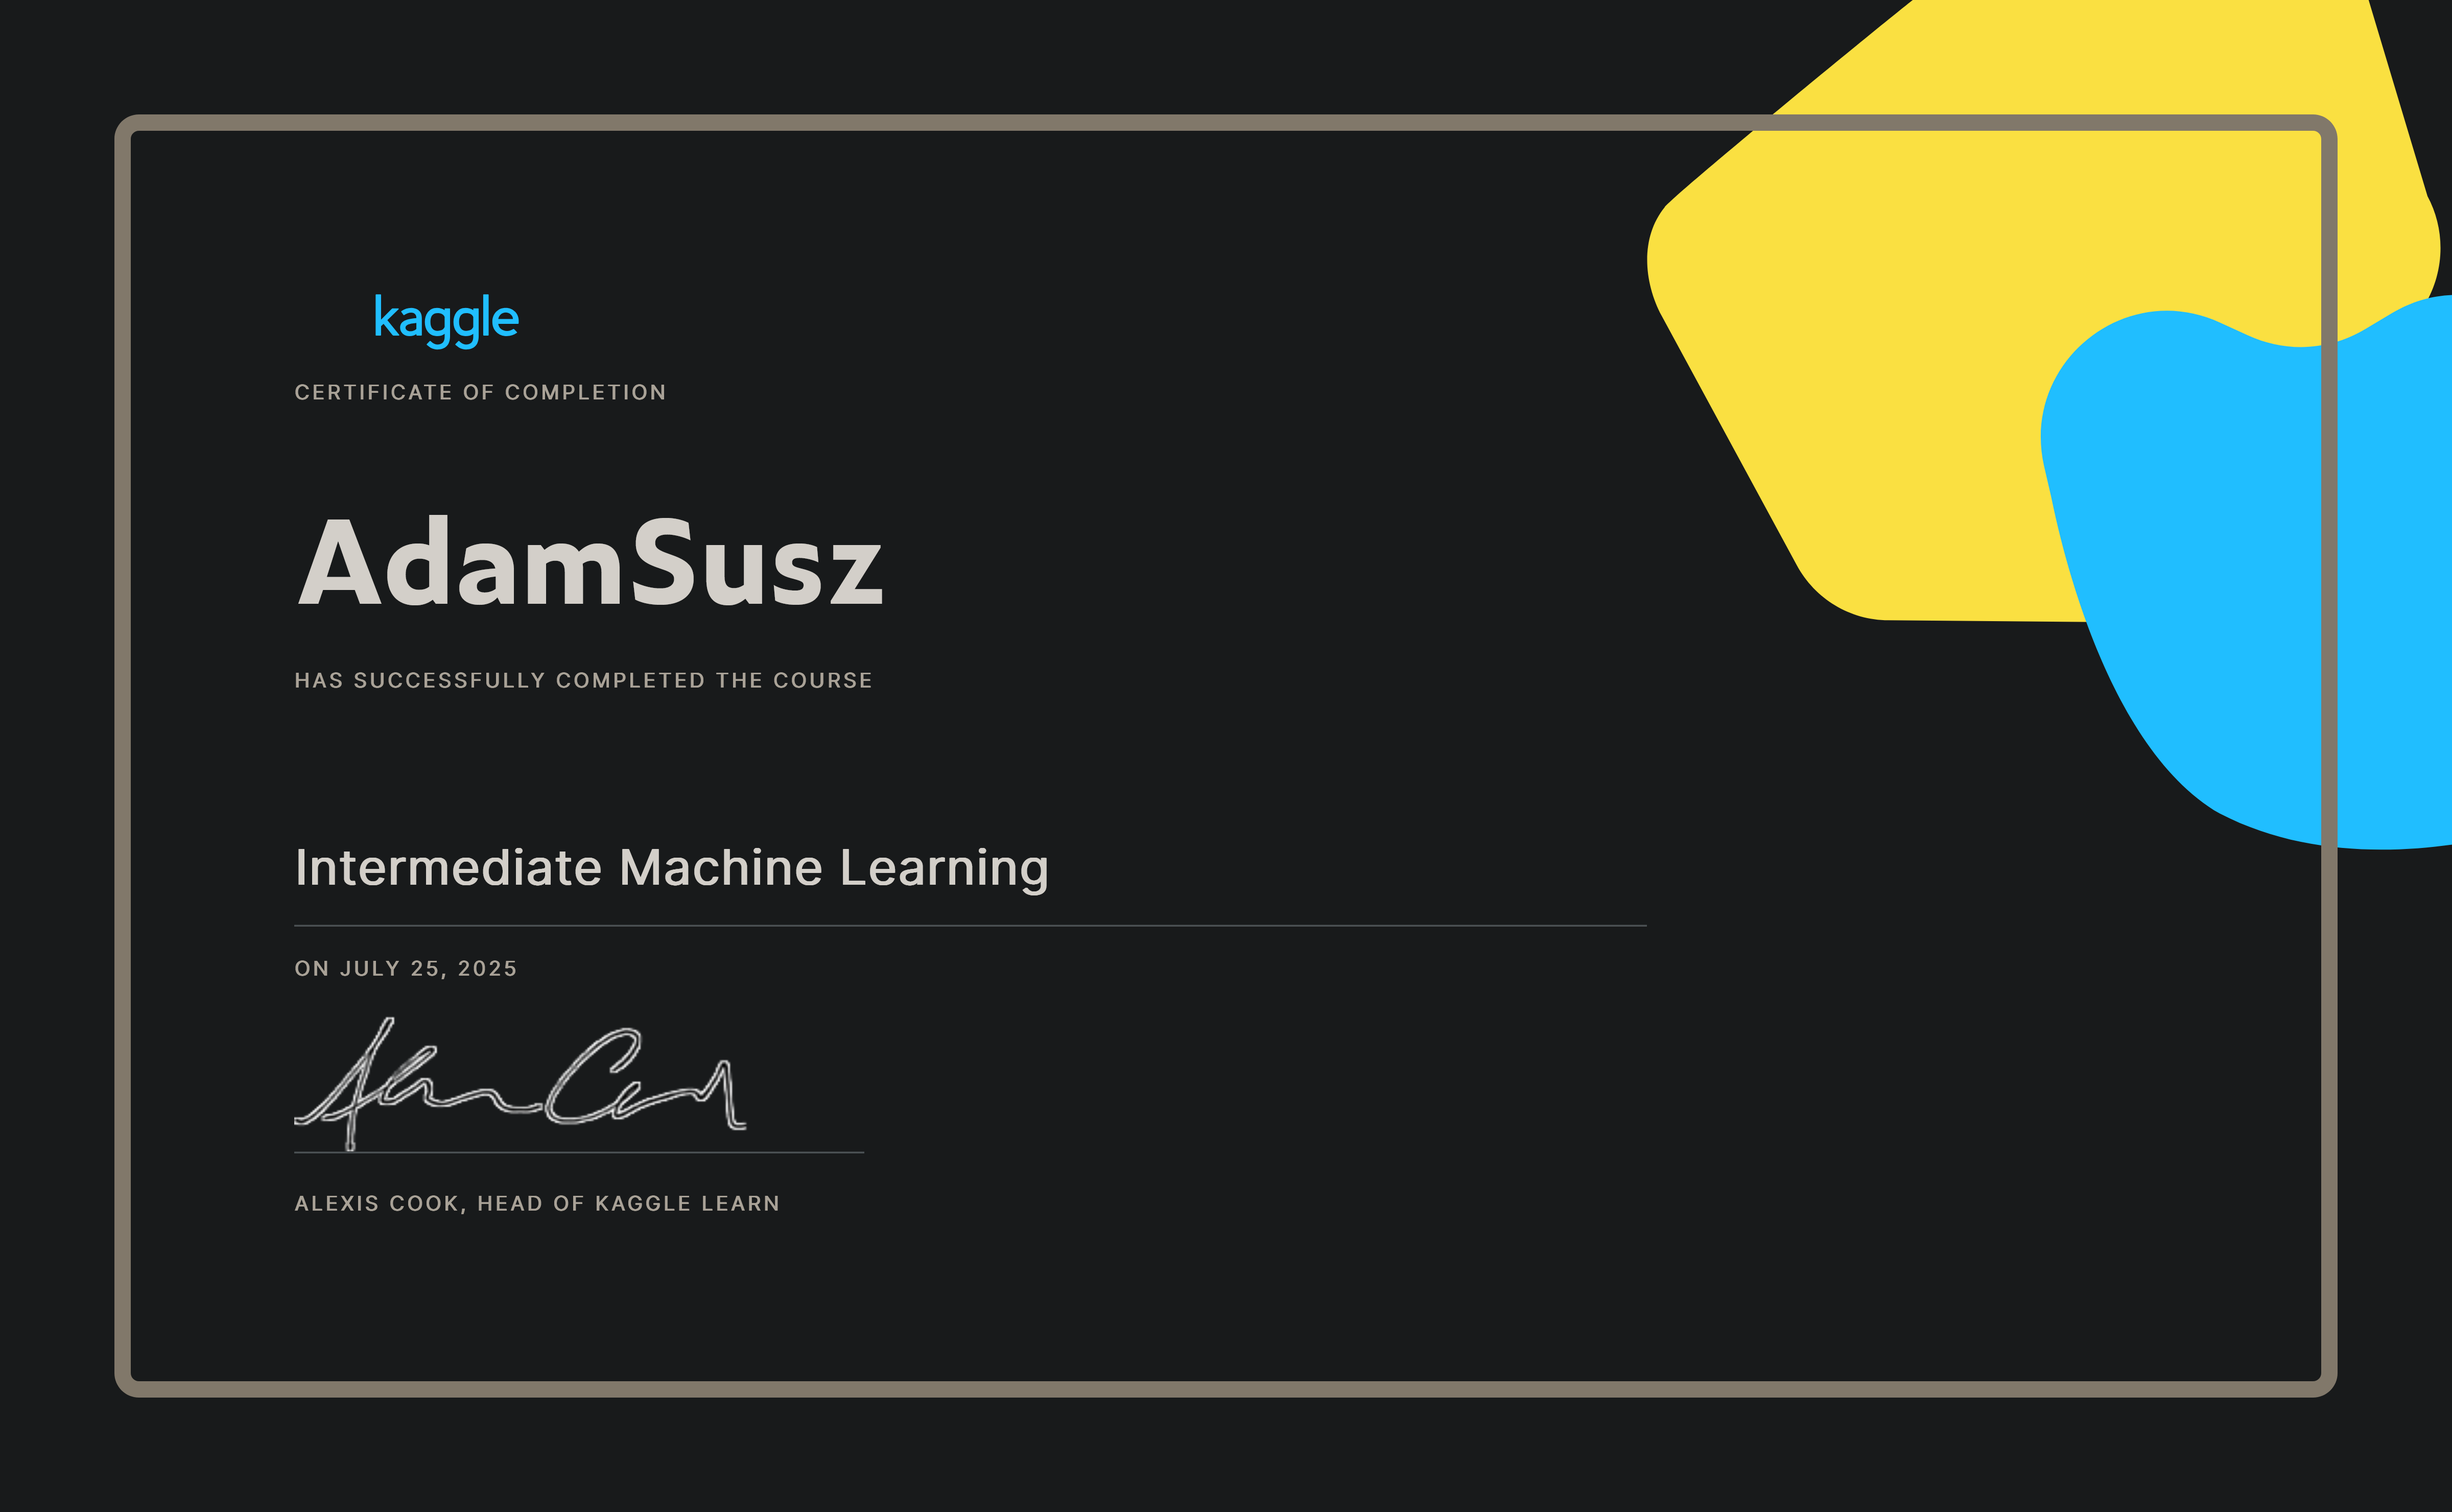 kaggle
CERTIFICATE OF COMPLETION
AdamSusz
HAS SUCCESSFULLY COMPLETED THE COURSE
Intermediate Machine Learning
ON JULY 25, 2025
ALEXIS COOK, HEAD OF KAGGLE LEARN